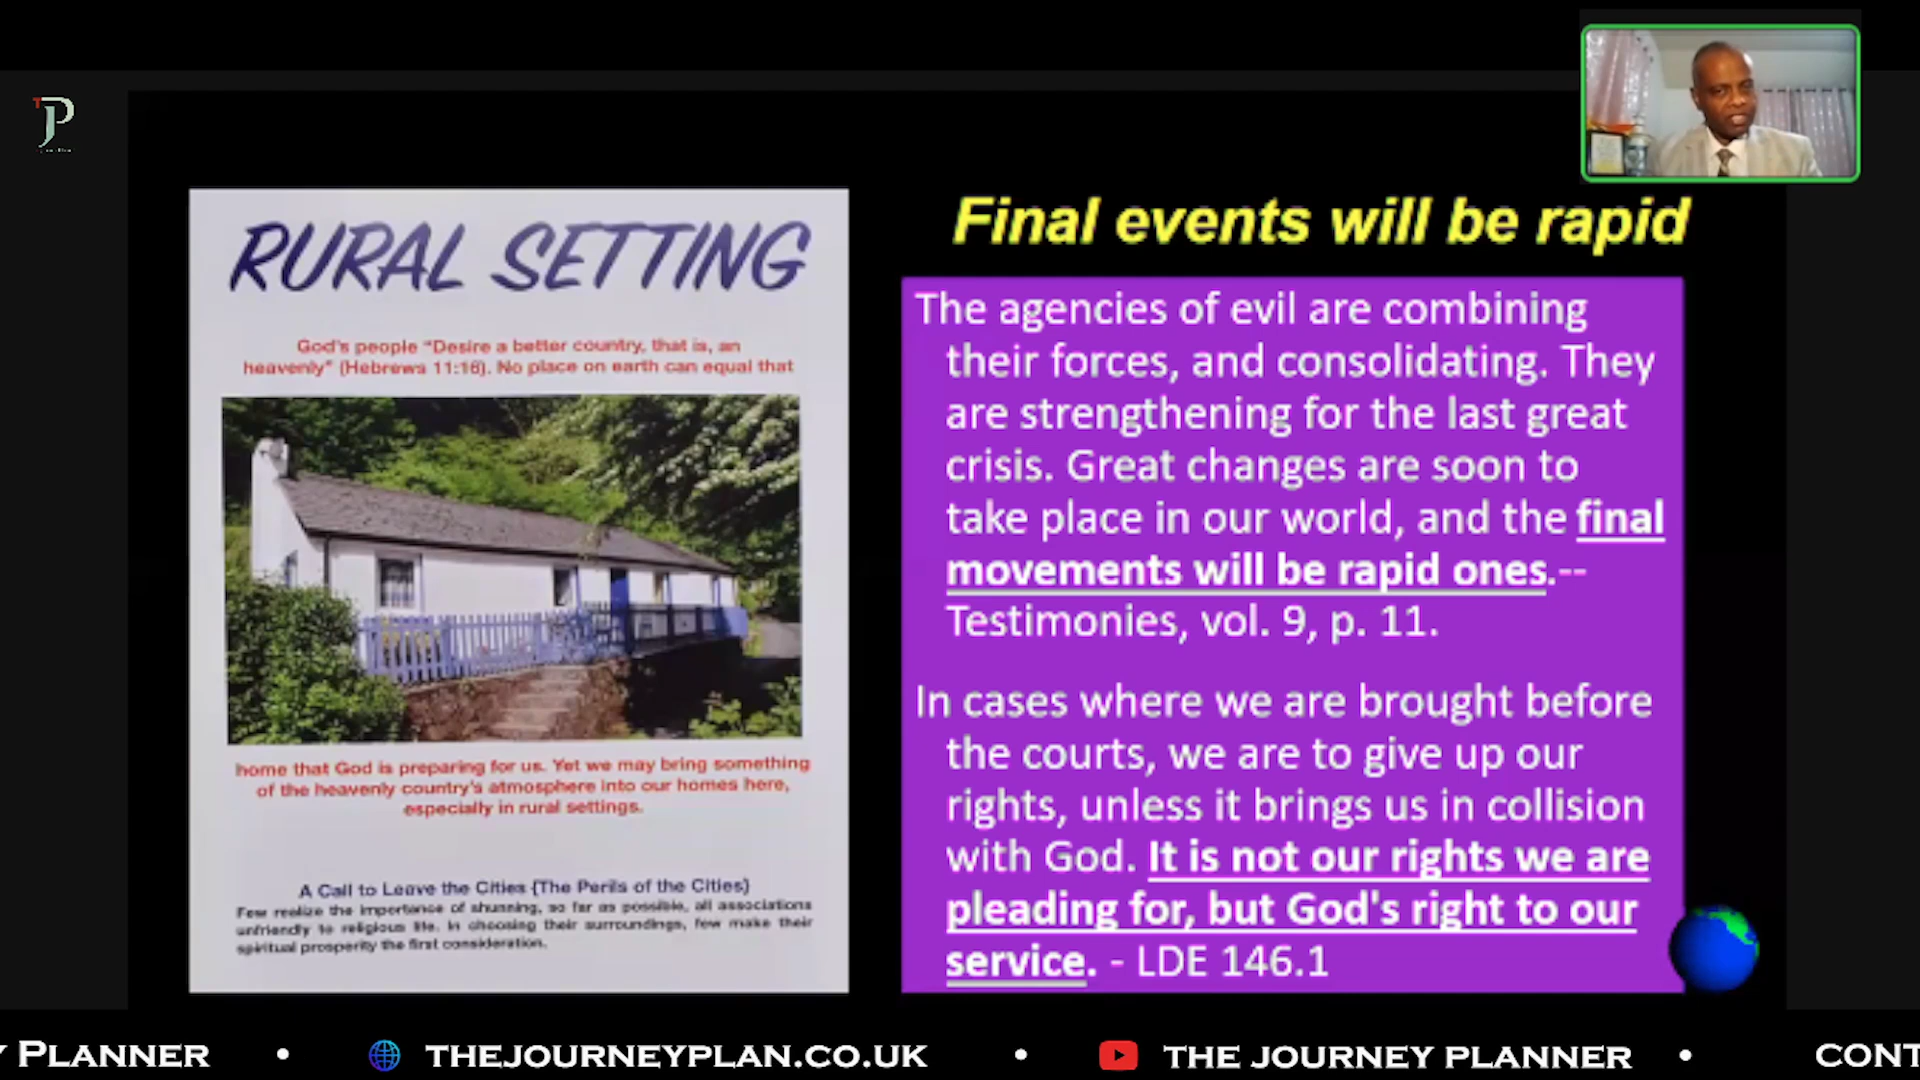 TP
RURAL SETTING
God's people "Desire a better country, that is, an
heavenly" (Hebrews 11:16). No place on earth can equal that
home that God is preparing for us. Yet we may bring something
of the heavenly country's atmosphere into our homes here,
especially in rural settings.
A Call to Leave the Cities {The Perils of the Cities}
Few realize the importance of shunning, so far as possible, all associations
unfriendly to religious life. In choosing their surroundings, few make their
spiritual prosperity the first consideration.
Final events will be rapid
The agencies of evil are combining
their forces, and consolidating. They
are strengthening for the last great
crisis. Great changes are soon to
take place in our world, and the final
movements will be rapid ones.--
Testimonies, vol. 9, p. 11.
In cases where we are brought before
the courts, we are to give up our
rights, unless it brings us in collision
with God. It is not our rights we are
pleading for, but God's right to our
service. - LDE 146.1
Y PLANNER • THEJOURNEYPLAN.CO.UK • THE JOURNEY PLANNER • CONT